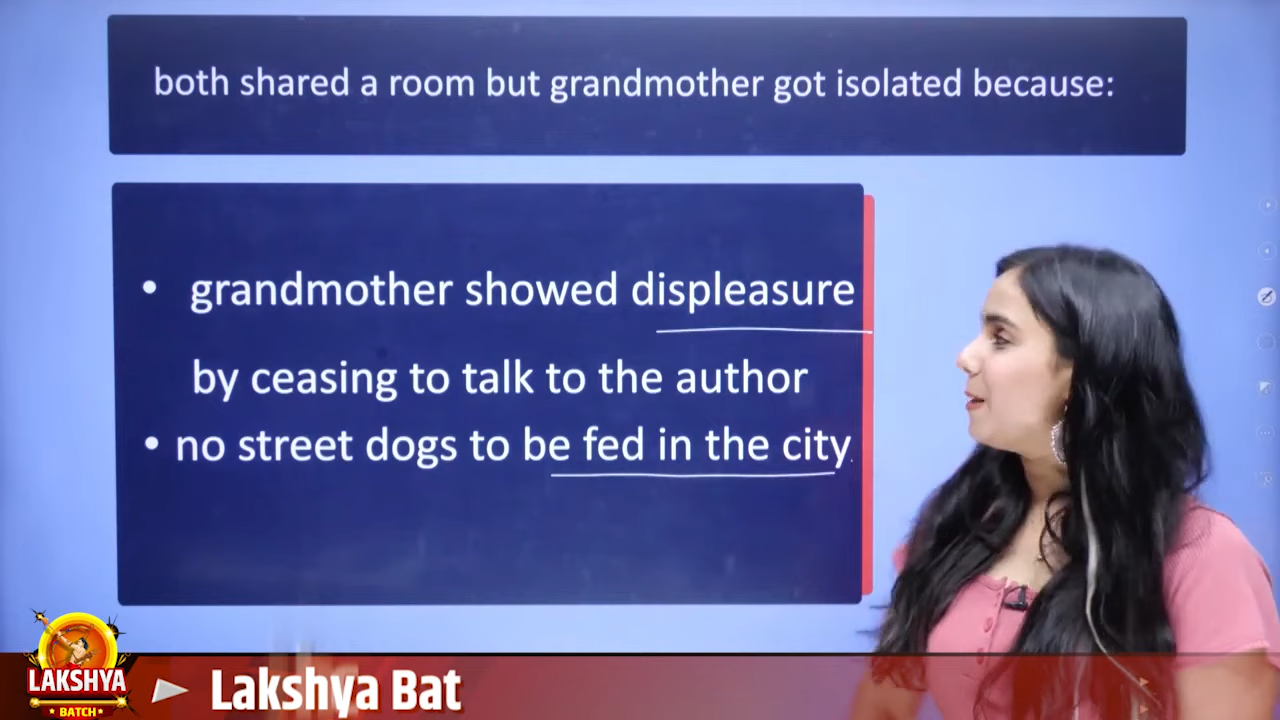 both shared a room but grandmother got isolated because:
• grandmother showed displeasure
by ceasing to talk to the author
• no street dogs to be fed in the city.
LAKSHYA
BATCH
Lakshya Bat